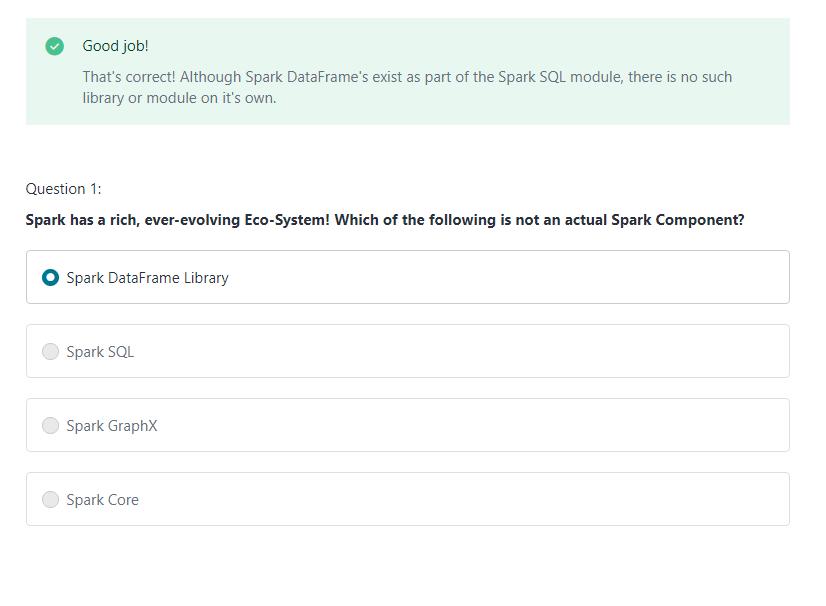 Good job!
That's correct! Although Spark DataFrame's exist as part of the Spark SQL module, there is no such
library or module on it's own.
Question 1:
Spark has a rich, ever-evolving Eco-System! Which of the following is not an actual Spark Component?
Spark DataFrame Library
Spark SQL
Spark GraphX
Spark Core